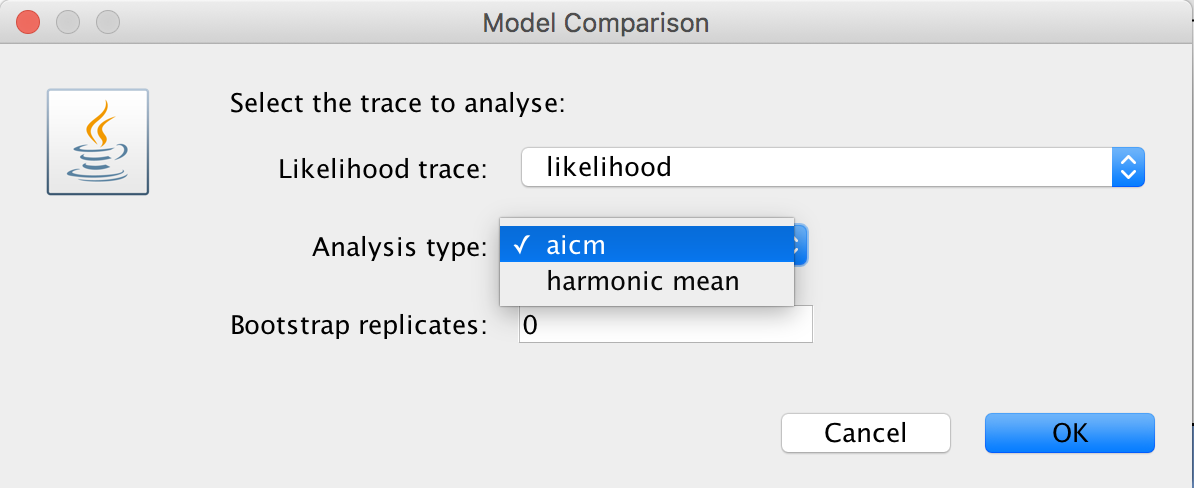 Model Comparison
Select the trace to analyse:
Likelihood trace: likelihood
Analysis type: ✓ aicm
harmonic mean
Bootstrap replicates: 0
Cancel OK